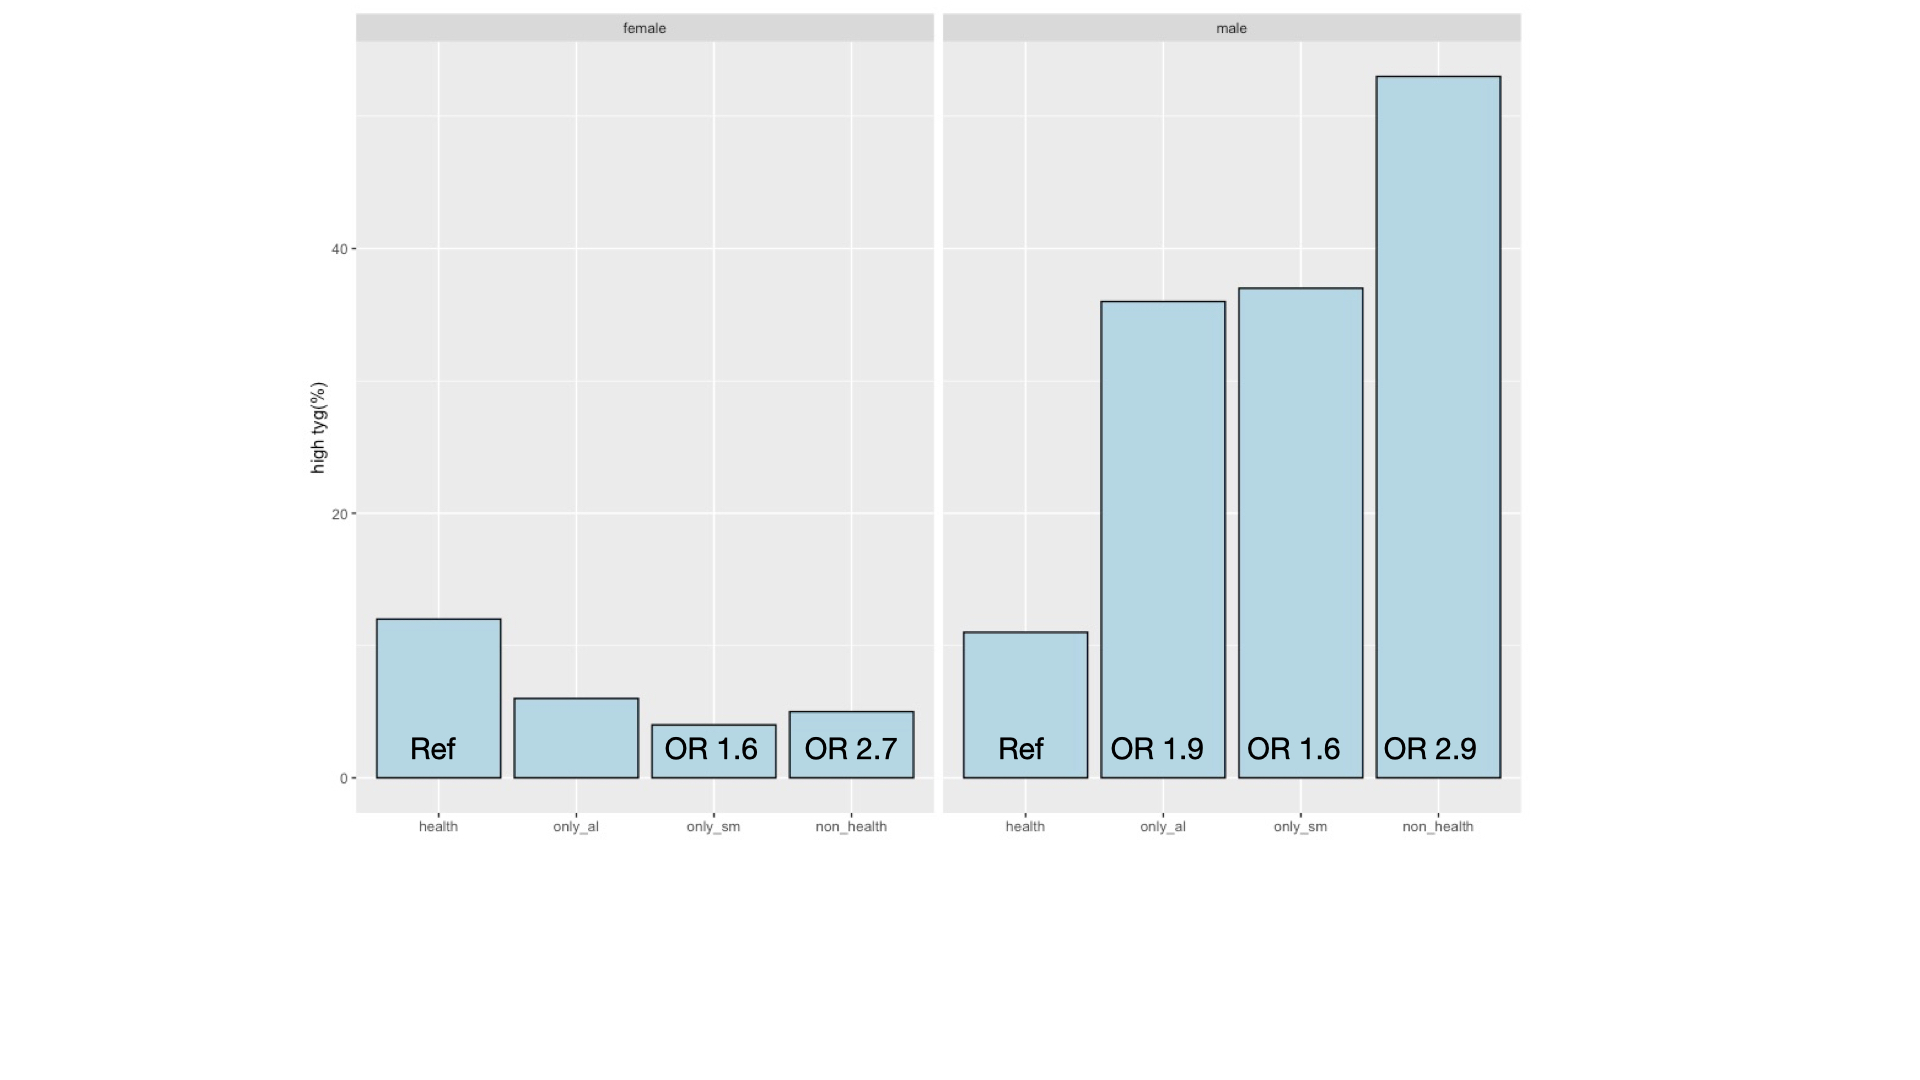 female
male
high tyg(%)
40
20
0
Ref
OR 1.6
OR 2.7
Ref
OR 1.9
OR 1.6
OR 2.9
health
only_al
only_sm
non_health
health
only_al
only_sm
non_health